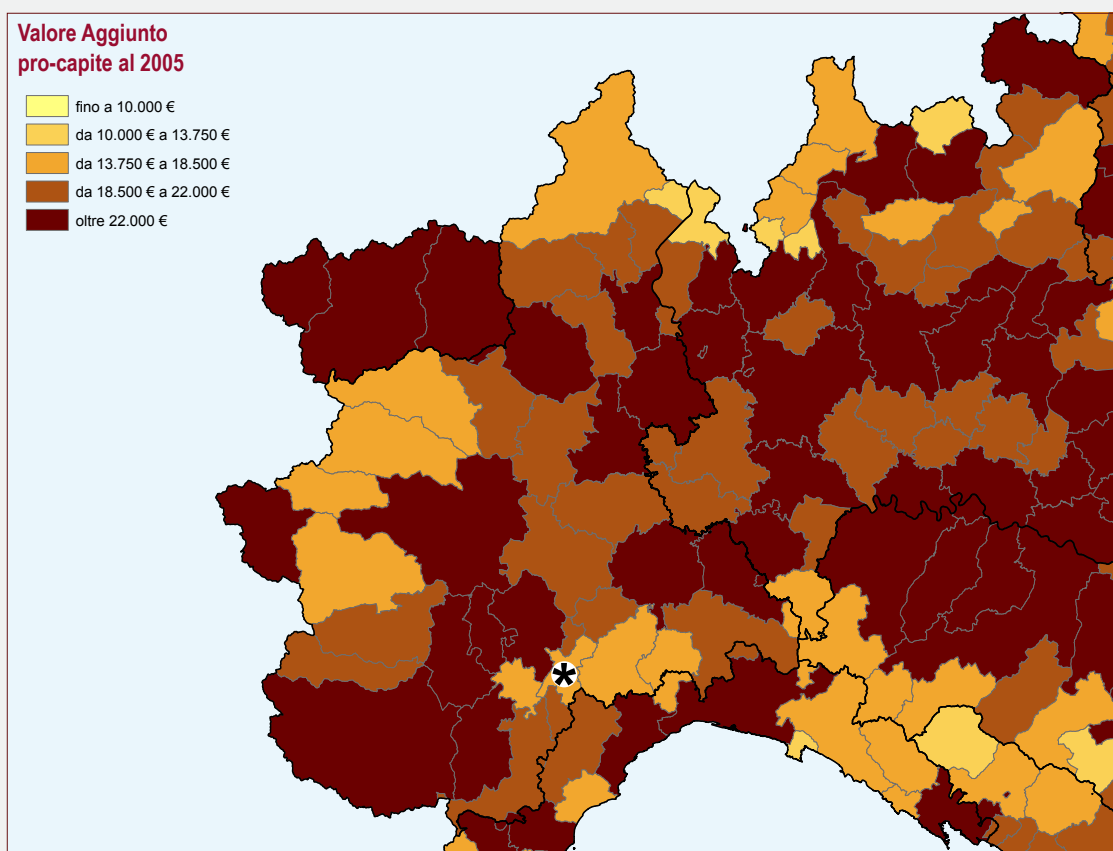 Valore Aggiunto
pro-capite al 2005
fino a 10.000 €
da 10.000 € a 13.750 €
da 13.750 € a 18.500 €
da 18.500 € a 22.000 €
oltre 22.000 €